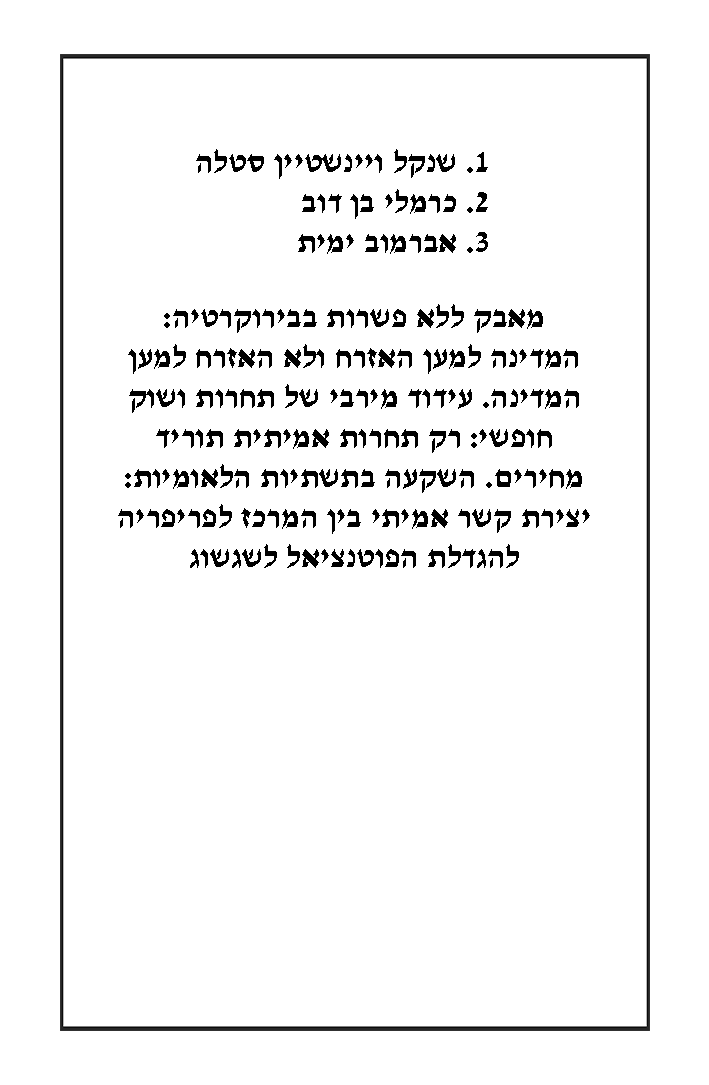 1. שנקל ויינשטיין סטלה
2. כרמלי בן דוב
3. אברמוב ימית
מאבק ללא פשרות בבירוקרטיה:
המדינה למען האזרח ולא האזרח למען
המדינה. עידוד מירבי של תחרות ושוק
חופשי: רק תחרות אמיתית תוריד
מחירים. השקעה בתשתיות הלאומיות:
יצירת קשר אמיתי בין המרכז לפריפריה
להגדלת הפוטנציאל לשגשוג